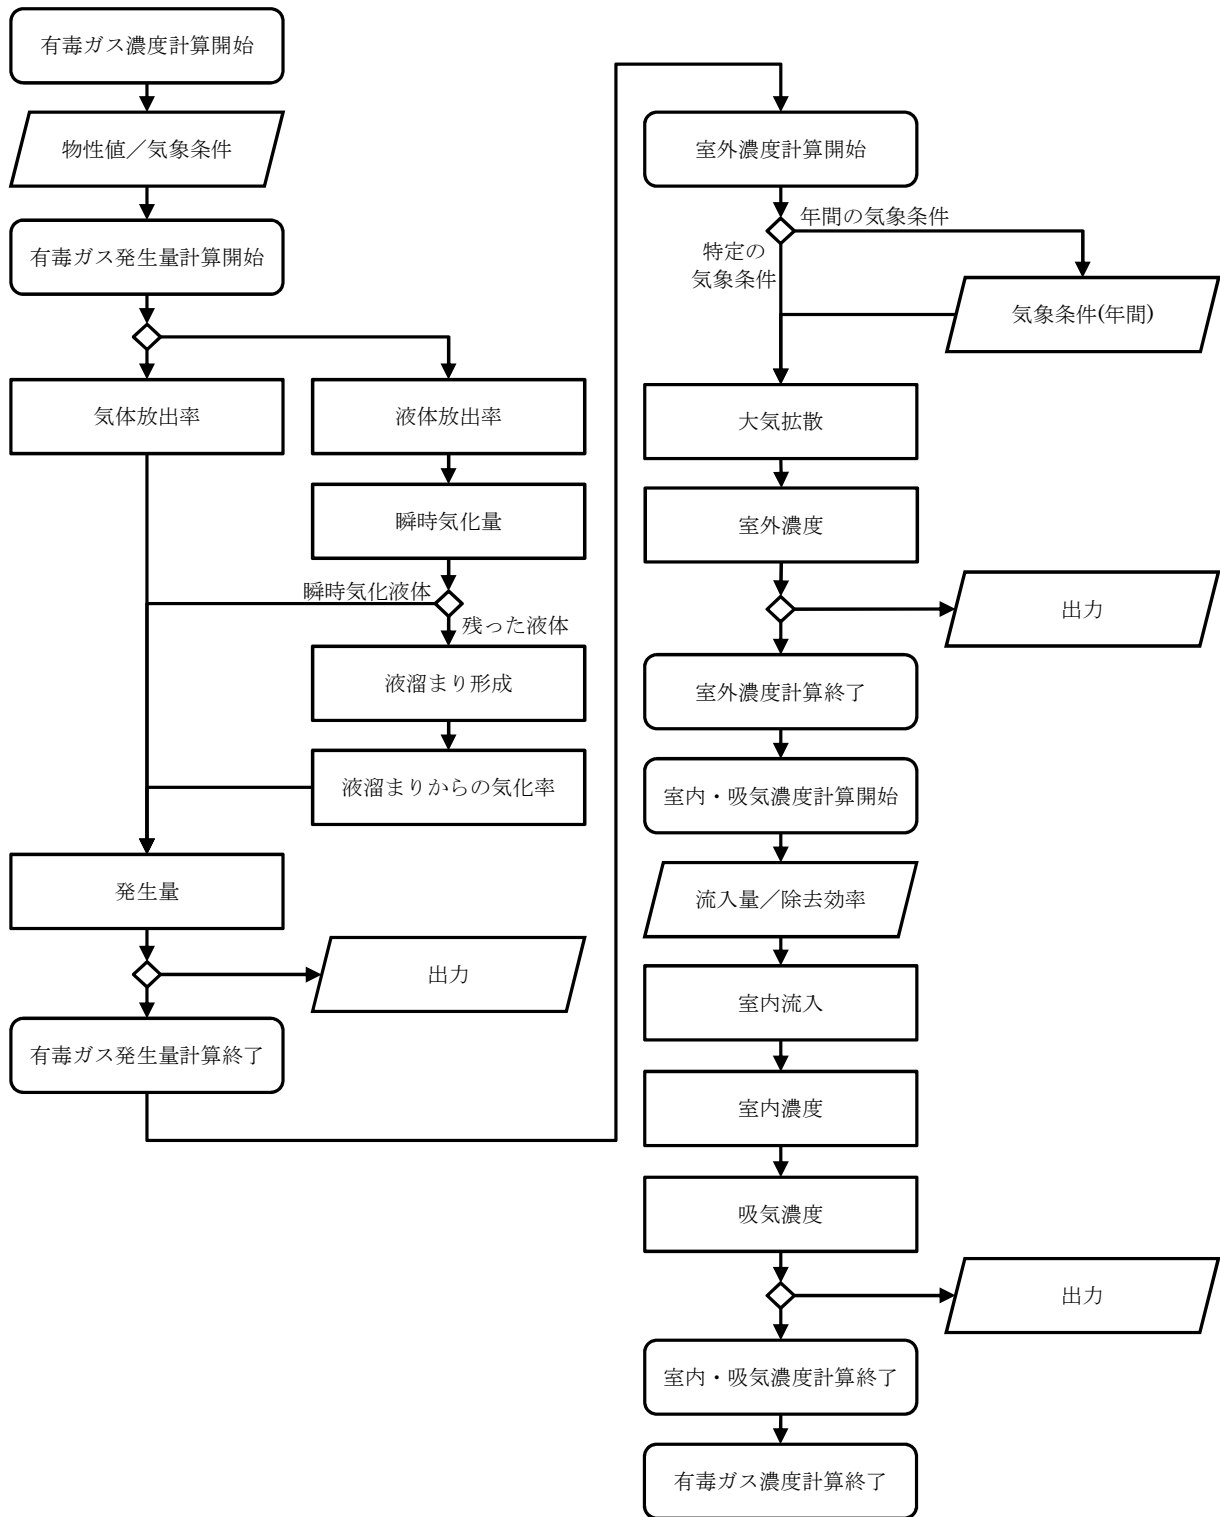 有毒ガス濃度計算開始
物性値／気象条件
有毒ガス発生量計算開始
気体放出率
液体放出率
瞬時気化量
瞬時気化液体
残った液体
液溜まり形成
液溜まりからの気化率
発生量
出力
有毒ガス発生量計算終了
室外濃度計算開始
年間の気象条件
特定の
気象条件
気象条件(年間)
大気拡散
室外濃度
出力
室外濃度計算終了
室内・吸気濃度計算開始
流入量／除去効率
室内流入
室内濃度
吸気濃度
出力
室内・吸気濃度計算終了
有毒ガス濃度計算終了